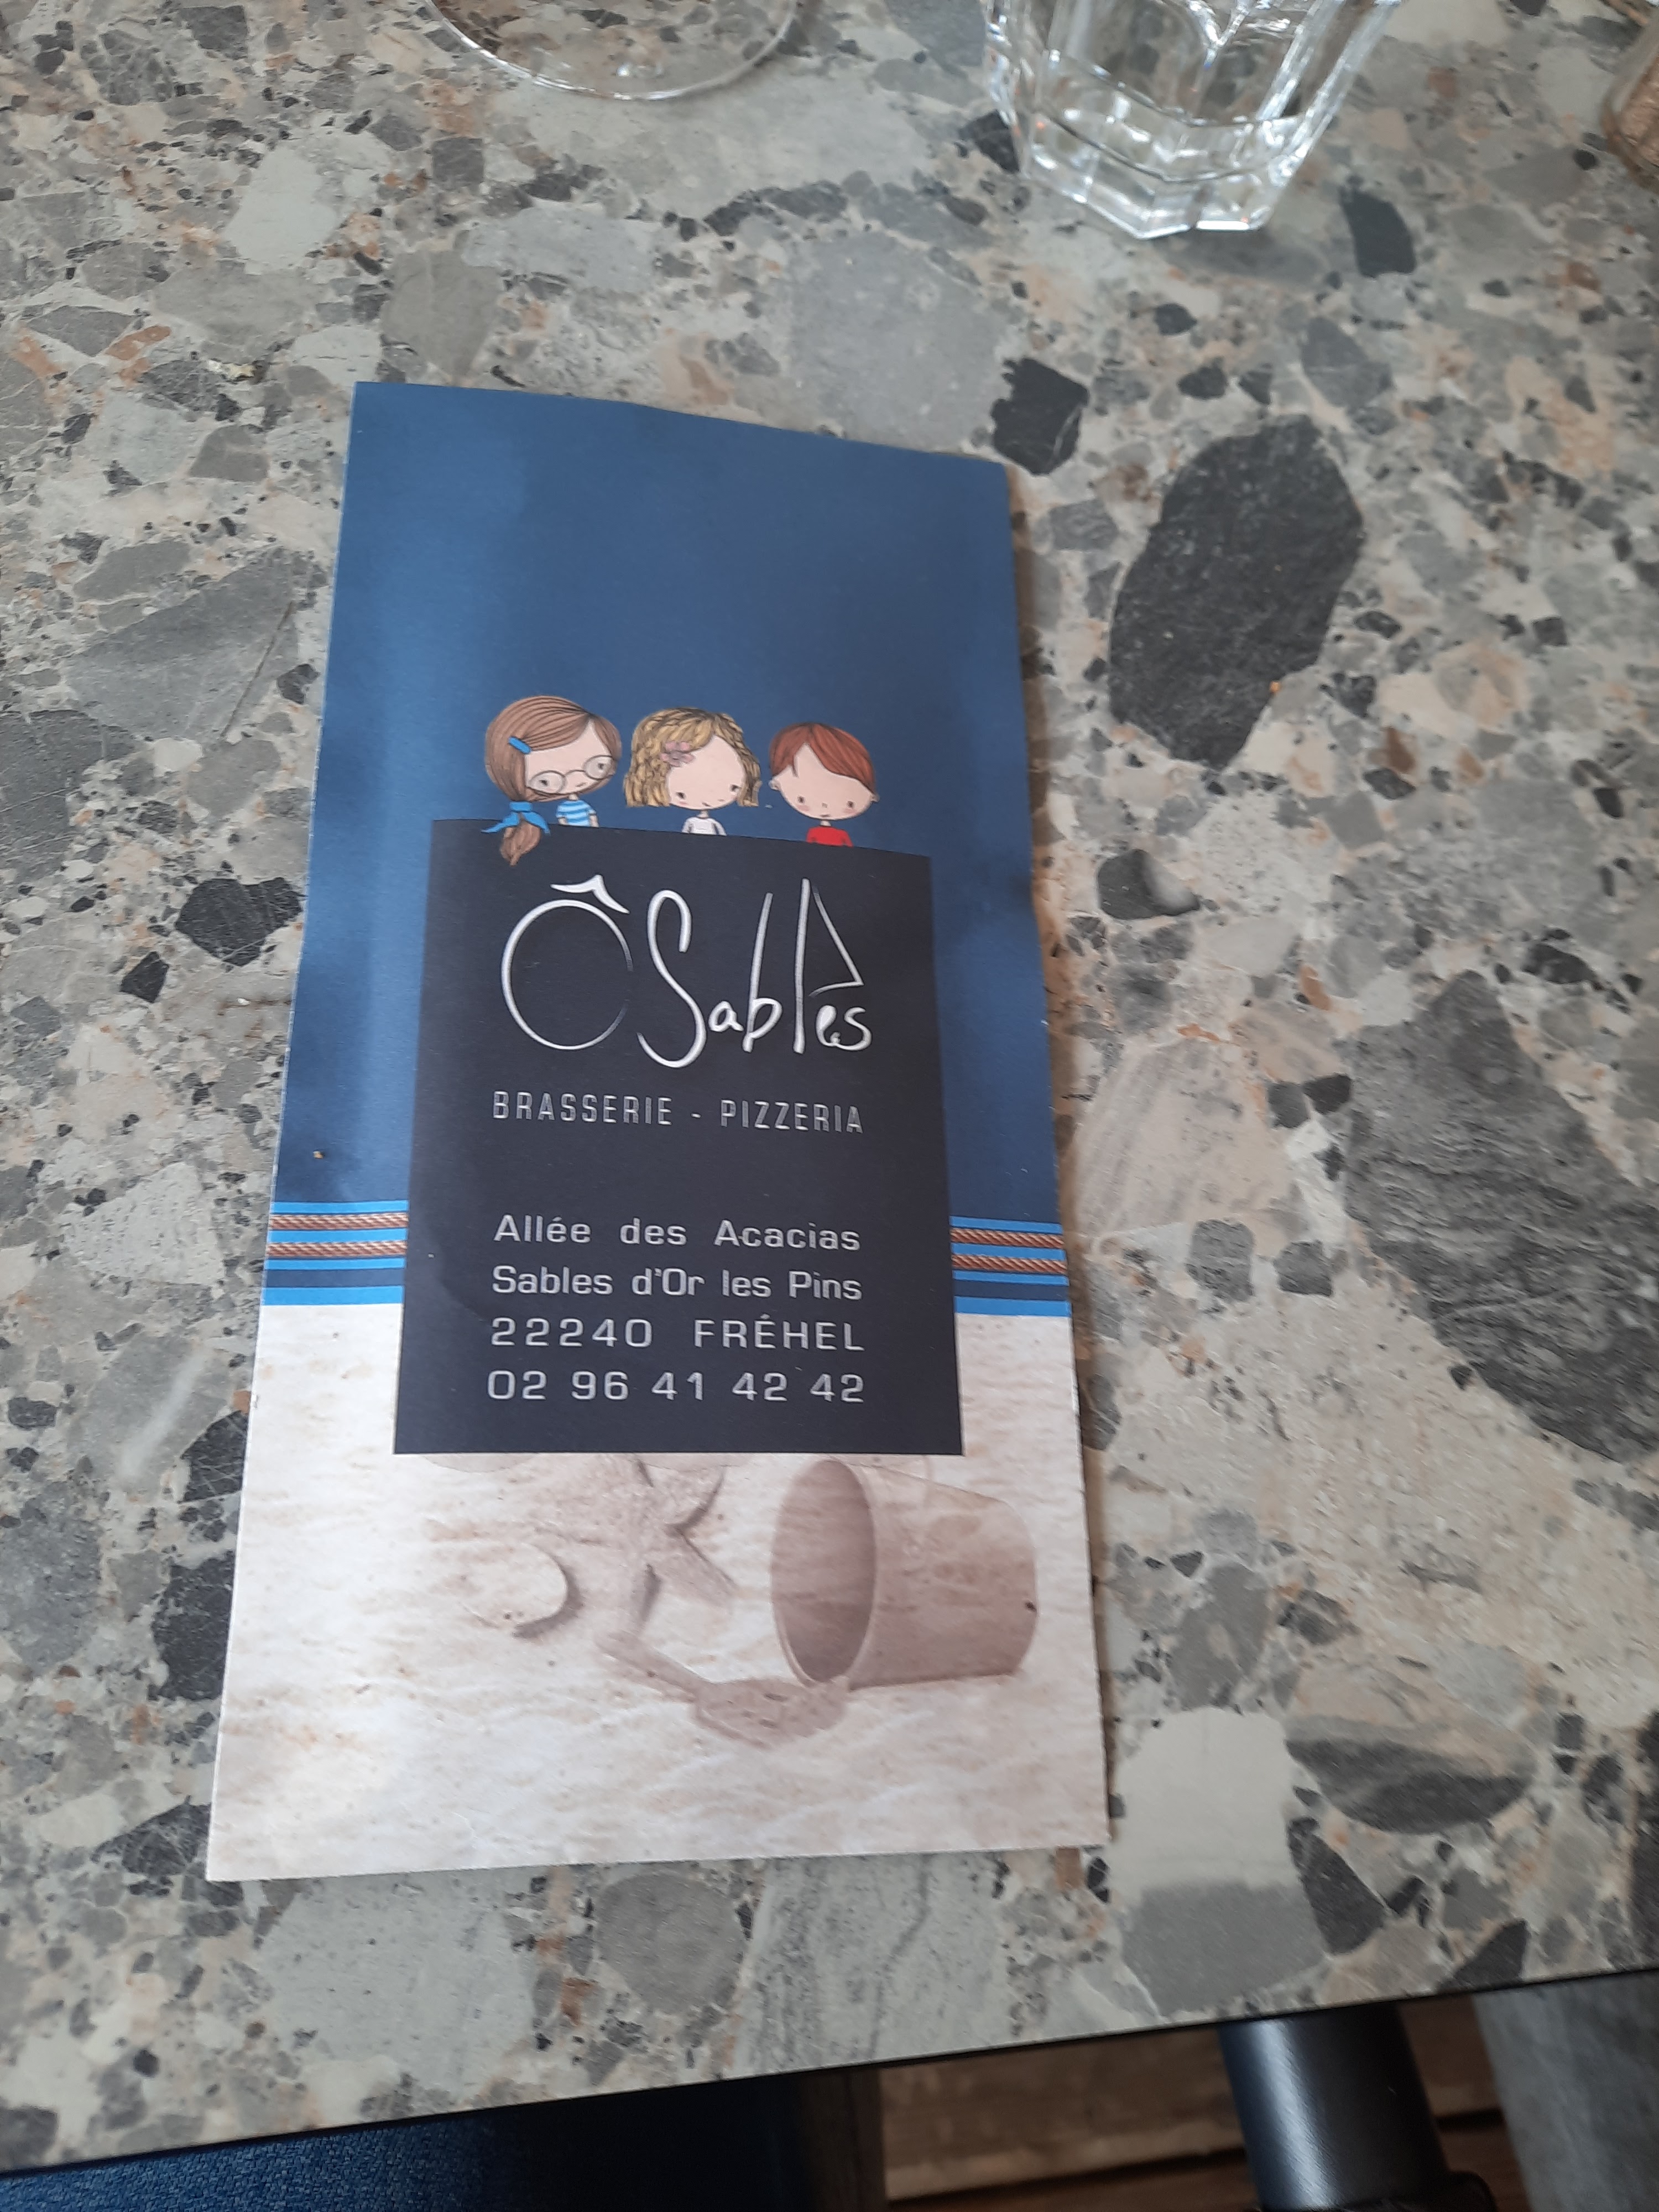 Ô Sables
BRASSERIE - PIZZERIA
Allée des Acacias
Sables d'Or les Pins
22240 FRÉHEL
02 96 41 42 42